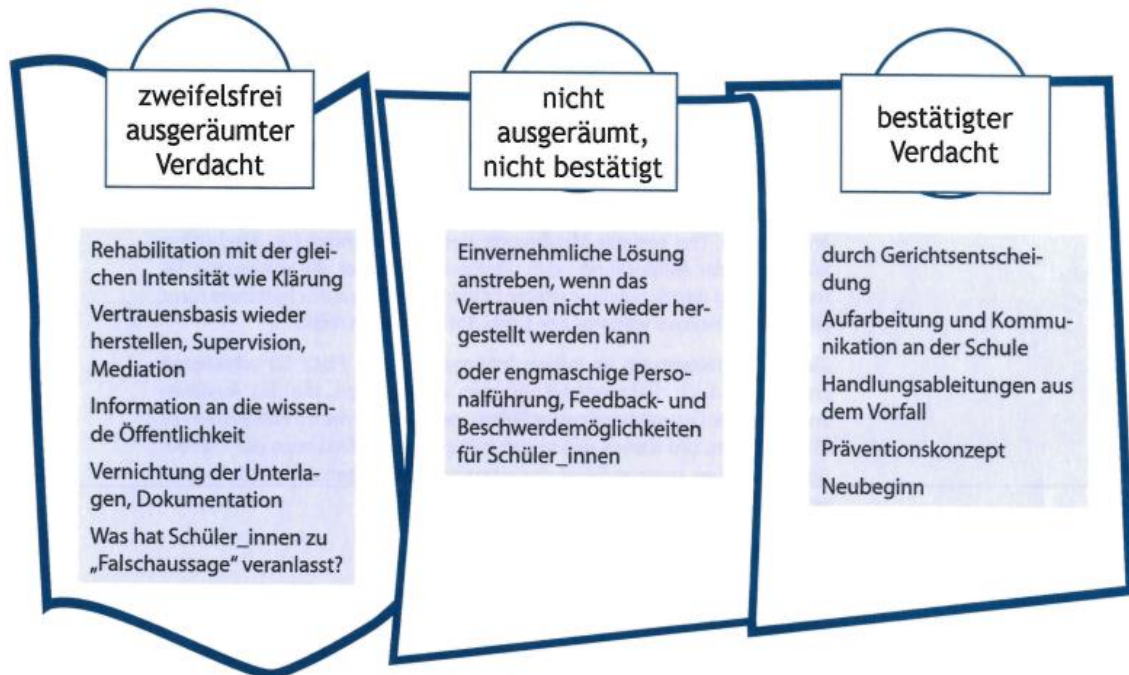 zweifelsfrei
ausgeräumter
Verdacht
Rehabilitation mit der glei-
chen Intensität wie Klärung
Vertrauensbasis wieder
herstellen, Supervision,
Mediation
Information an die wissen-
de Öffentlichkeit
Vernichtung der Unterla-
gen, Dokumentation
Was hat Schüler_innen zu
„Falschaussage“ veranlasst?
nicht
ausgeräumt,
nicht bestätigt
Einvernehmliche Lösung
anstreben, wenn das
Vertrauen nicht wieder her-
gestellt werden kann
oder engmaschige Perso-
nalführung, Feedback- und
Beschwerdemöglichkeiten
für Schüler_innen
bestätigter
Verdacht
durch Gerichtsentschei-
dung
Aufarbeitung und Kommu-
nikation an der Schule
Handlungsableitungen aus
dem Vorfall
Präventionskonzept
Neubeginn